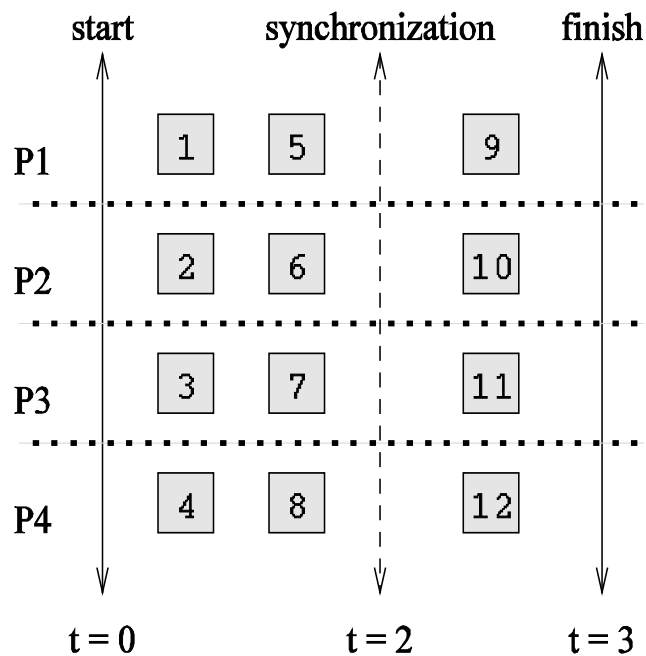 start synchronization finish
P1 1 5 9
P2 2 6 10
P3 3 7 11
P4 4 8 12
t = 0 t = 2 t = 3